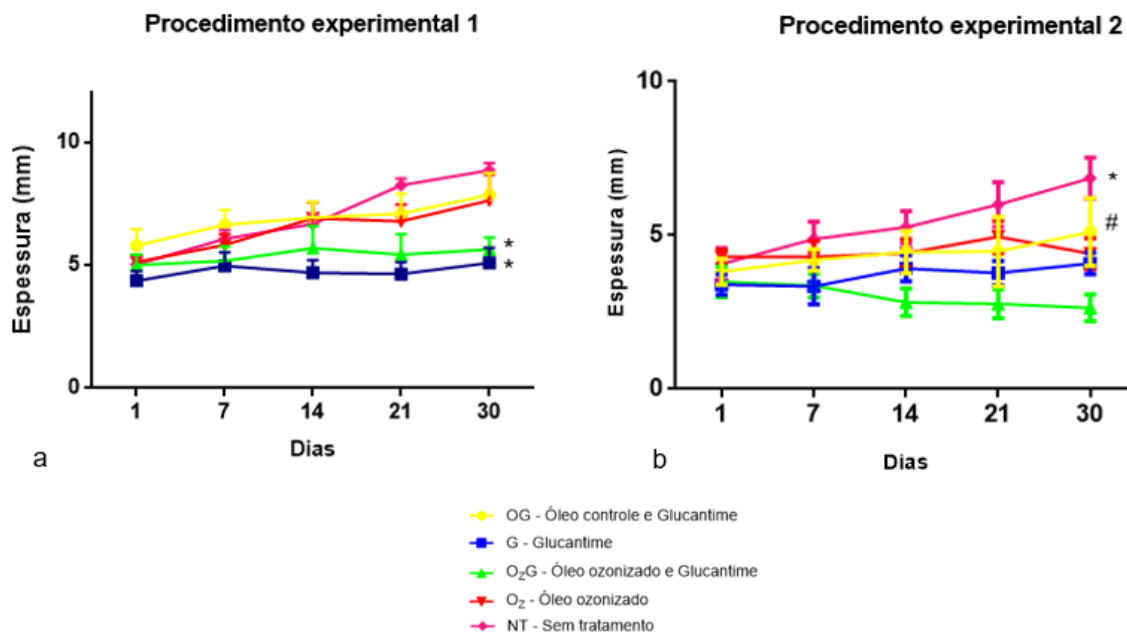 Procedimento experimental 1
Procedimento experimental 2
Espessura (mm)
10
5
0
*
*
1 7 14 21 30
Dias
a
Espessura (mm)
10
5
0
*
#
1 7 14 21 30
Dias
b
OG - Óleo controle e Glucantime
G - Glucantime
OzG - Óleo ozonizado e Glucantime
Oz - Óleo ozonizado
NT - Sem tratamento